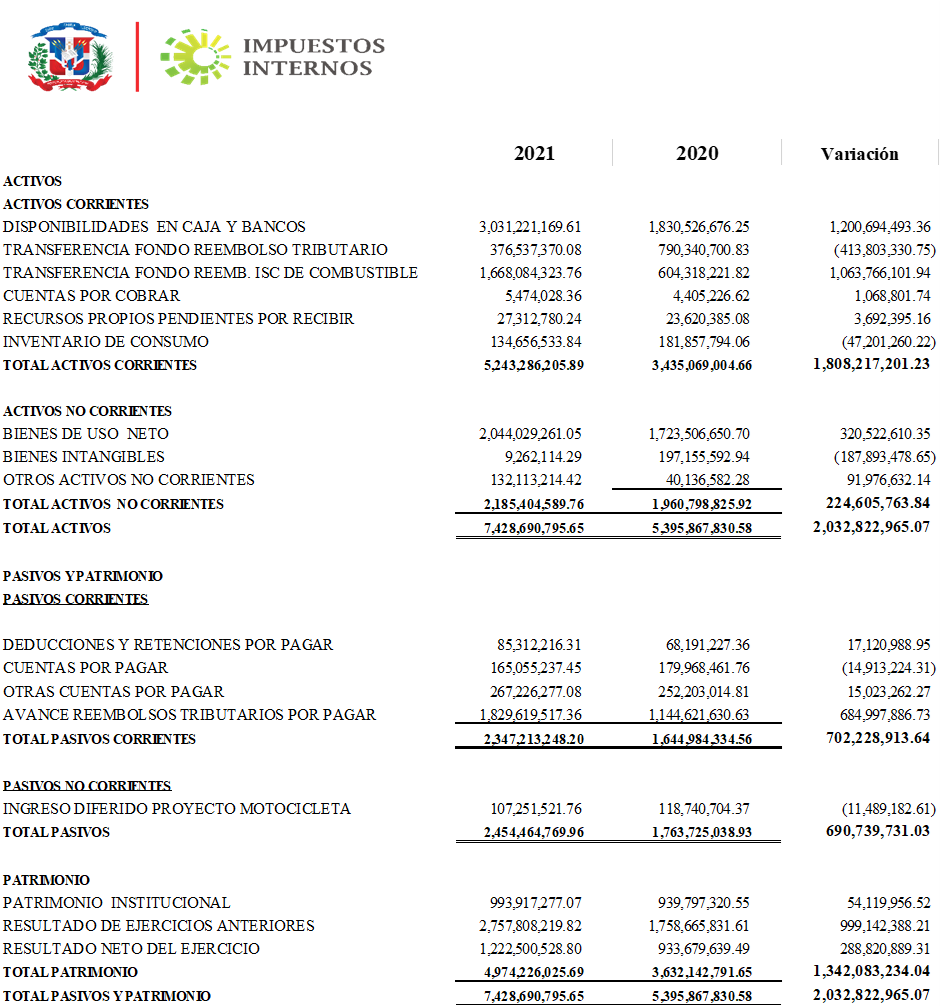 IMPUESTOS
INTERNOS
2021 2020 Variación
ACTIVOS
ACTIVOS CORRIENTES
DISPONIBILIDADES EN CAJA Y BANCOS 3,031,221,169.61 1,830,526,676.25 1,200,694,493.36
TRANSFERENCIA FONDO REEMBOLSO TRIBUTARIO 376,537,370.08 790,340,700.83 (413,803,330.75)
TRANSFERENCIA FONDO REEMB. ISC DE COMBUSTIBLE 1,668,084,323.76 604,318,221.82 1,063,766,101.94
CUENTAS POR COBRAR 5,474,028.36 4,405,226.62 1,068,801.74
RECURSOS PROPIOS PENDIENTES POR RECIBIR 27,312,780.24 23,620,385.08 3,692,395.16
INVENTARIO DE CONSUMO 134,656,533.84 181,857,794.06 (47,201,260.22)
TOTAL ACTIVOS CORRIENTES 5,243,286,205.89 3,435,069,004.66 1,808,217,201.23
ACTIVOS NO CORRIENTES
BIENES DE USO NETO 2,044,029,261.05 1,723,506,650.70 320,522,610.35
BIENES INTANGIBLES 9,262,114.29 197,155,592.94 (187,893,478.65)
OTROS ACTIVOS NO CORRIENTES 132,113,214.42 40,136,582.28 91,976,632.14
TOTAL ACTIVOS NO CORRIENTES 2,185,404,589.76 1,960,798,825.92 224,605,763.84
TOTAL ACTIVOS 7,428,690,795.65 5,395,867,830.58 2,032,822,965.07
PASIVOS Y PATRIMONIO
PASIVOS CORRIENTES
DEDUCCIONES Y RETENCIONES POR PAGAR 85,312,216.31 68,191,227.36 17,120,988.95
CUENTAS POR PAGAR 165,055,237.45 179,968,461.76 (14,913,224.31)
OTRAS CUENTAS POR PAGAR 267,226,277.08 252,203,014.81 15,023,262.27
AVANCE REEMBOLSOS TRIBUTARIOS POR PAGAR 1,829,619,517.36 1,144,621,630.63 684,997,886.73
TOTAL PASIVOS CORRIENTES 2,347,213,248.20 1,644,984,334.56 702,228,913.64
PASIVOS NO CORRIENTES
INGRESO DIFERIDO PROYECTO MOTOCICLETA 107,251,521.76 118,740,704.37 (11,489,182.61)
TOTAL PASIVOS 2,454,464,769.96 1,763,725,038.93 690,739,731.03
PATRIMONIO
PATRIMONIO INSTITUCIONAL 993,917,277.07 939,797,320.55 54,119,956.52
RESULTADO DE EJERCICIOS ANTERIORES 2,757,808,219.82 1,758,665,831.61 999,142,388.21
RESULTADO NETO DEL EJERCICIO 1,222,500,528.80 933,679,639.49 288,820,889.31
TOTAL PATRIMONIO 4,974,226,025.69 3,632,142,791.65 1,342,083,234.04
TOTAL PASIVOS Y PATRIMONIO 7,428,690,795.65 5,395,867,830.58 2,032,822,965.07